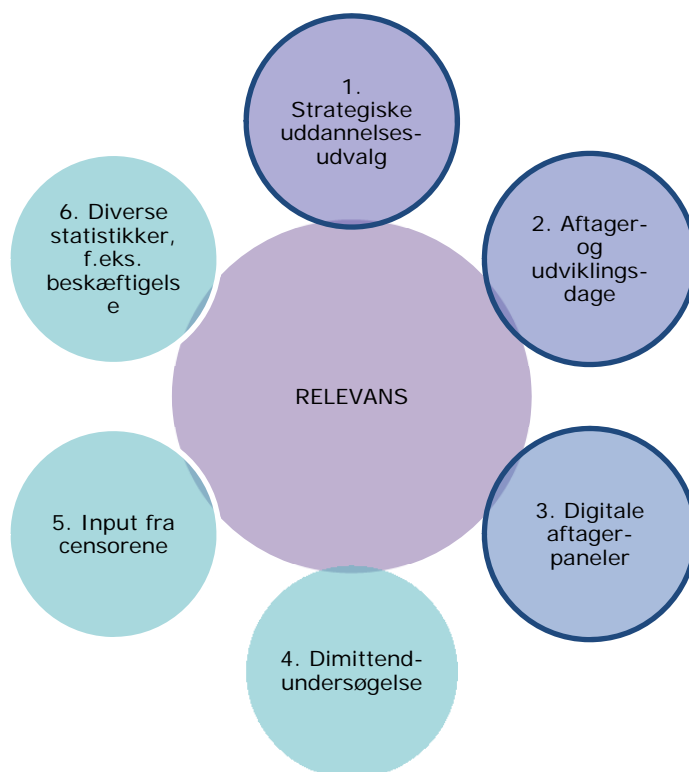 1.
Strategiske
uddannelses-
udvalg
2. Aftager-
og
udviklings-
dage
3. Digitale
aftager-
paneler
4. Dimittend-
undersøgelse
5. Input fra
censorene
6. Diverse
statistikker,
f.eks.
beskæftigels
e
RELEVANS